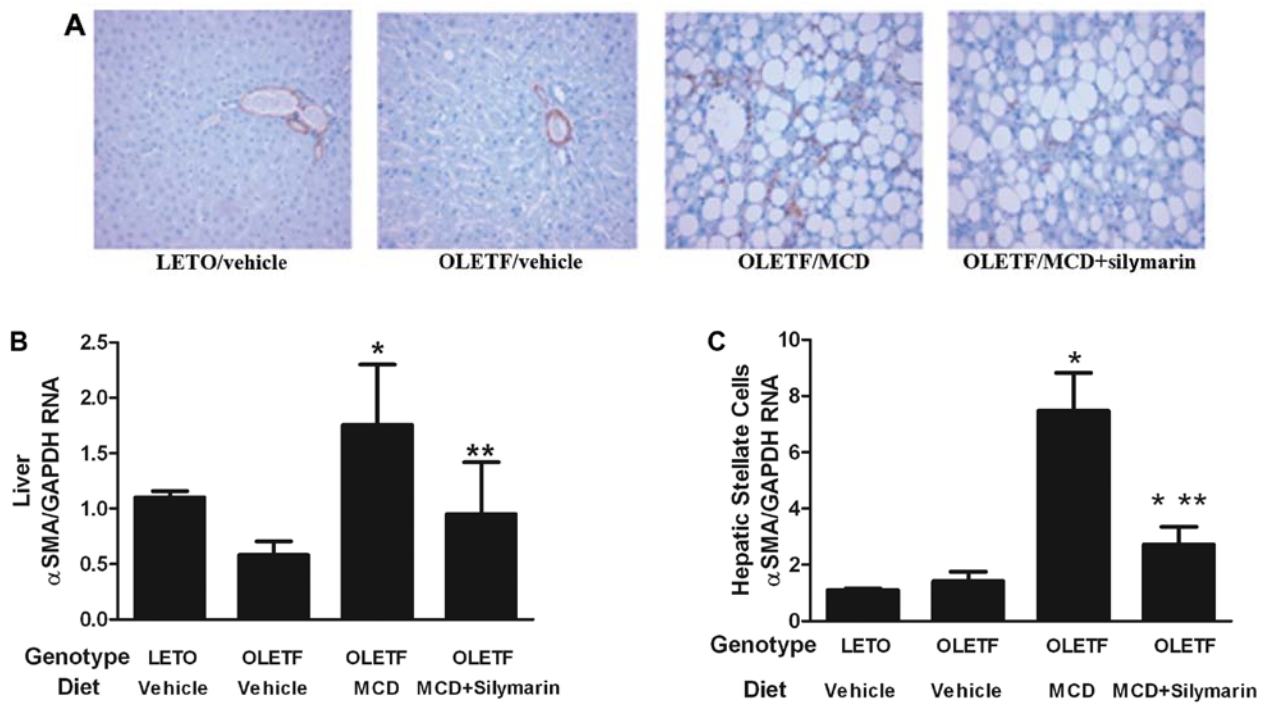 A
LETO/vehicle OLETF/vehicle OLETF/MCD OLETF/MCD+silymarin
B
Liver
αSMA/GAPDH RNA
2.5
2.0
1.5
1.0
0.5
0.0
*
**
Genotype LETO OLETF OLETF OLETF
Diet Vehicle Vehicle MCD MCD+Silymarin
C
Hepatic Stellate Cells
αSMA/GAPDH RNA
10
8
6
4
2
0
*
* **
Genotype LETO OLETF OLETF OLETF
Diet Vehicle Vehicle MCD MCD+Silymarin